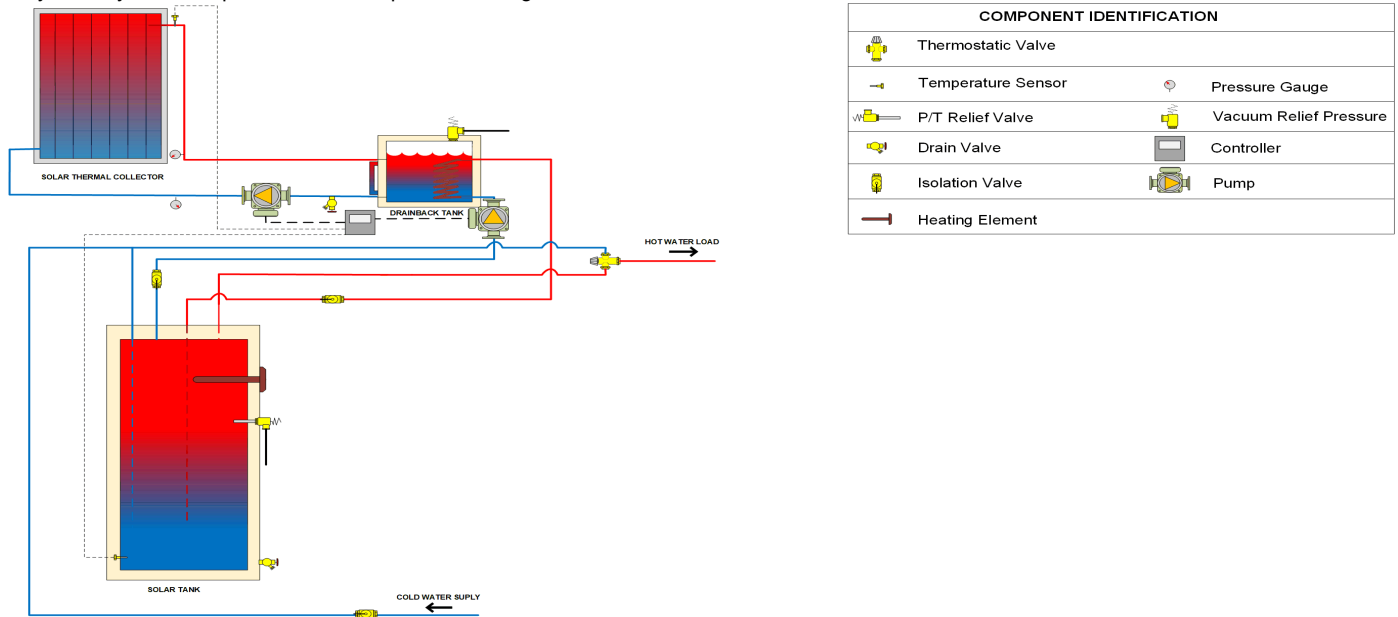 SOLAR THERMAL COLLECTOR
DRAINBACK TANK
HOT WATER LOAD
SOLAR TANK
COLD WATER SUPLY
COMPONENT IDENTIFICATION
Thermostatic Valve
Temperature Sensor
Pressure Gauge
P/T Relief Valve
Vacuum Relief Pressure
Drain Valve
Controller
Isolation Valve
Pump
Heating Element